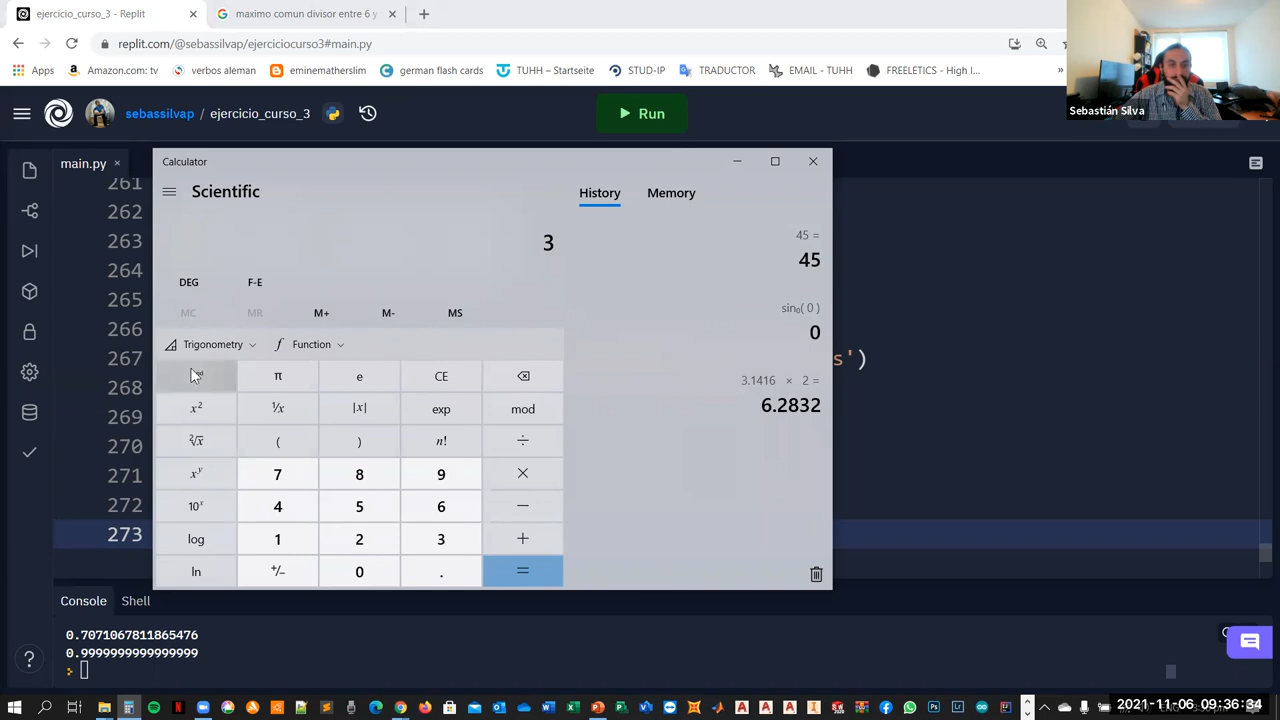 ejercicio_curso_3 - Replit
maximo comun divisor entre 6 y
replit.com/@sebassilvap/ejerciciocurso3#main.py
Apps
Amazon.com: tv
verbos aleman
eminemathslim
german flash cards
TUHH – Startseite
STUD-IP
TRADUCTOR
EMAIL - TUHH
FREELETICS - High I...
»
Sebastián Silva
sebassilvap / ejercicio_curso_3
Run
main.py
261
262
263
264
265
266
267
s')
268
269
270
271
272
273
Calculator
Scientific
History
Memory
3
45 =
45
sin₀( 0 )
0
3.1416 × 2 =
6.2832
DEG
F-E
MC
MR
M+
M-
MS
Trigonometry
Function
π
e
CE
x²
¹/x
|x|
exp
mod
²√x
(
)
n!
÷
xʸ
7
8
9
×
10ˣ
4
5
6
−
log
1
2
3
+
ln
+/−
0
.
=
Console
Shell
0.7071067811865476
0.9999999999999999
2021-11-06 09:36:34